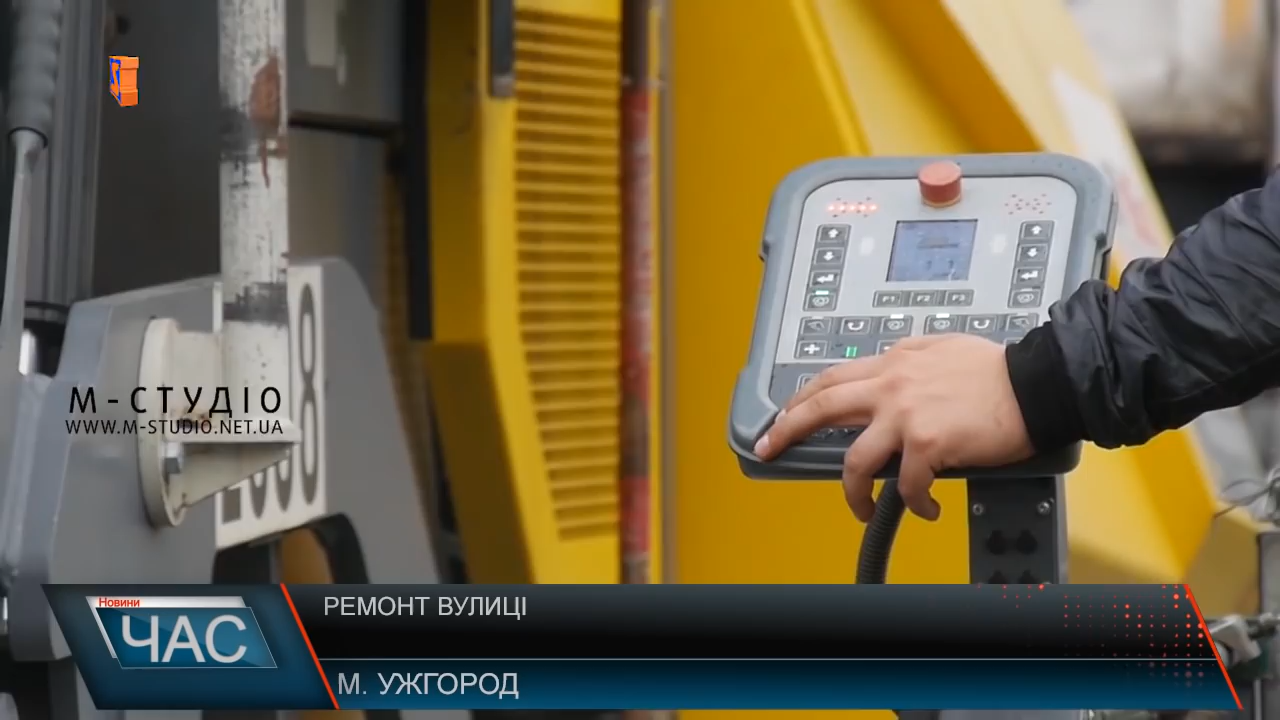 F1 F2 F3
М-СТУДІО
WWW.M-STUDIO.NET.UA
Новини
ЧАС
РЕМОНТ ВУЛИЦІ
М. УЖГОРОД